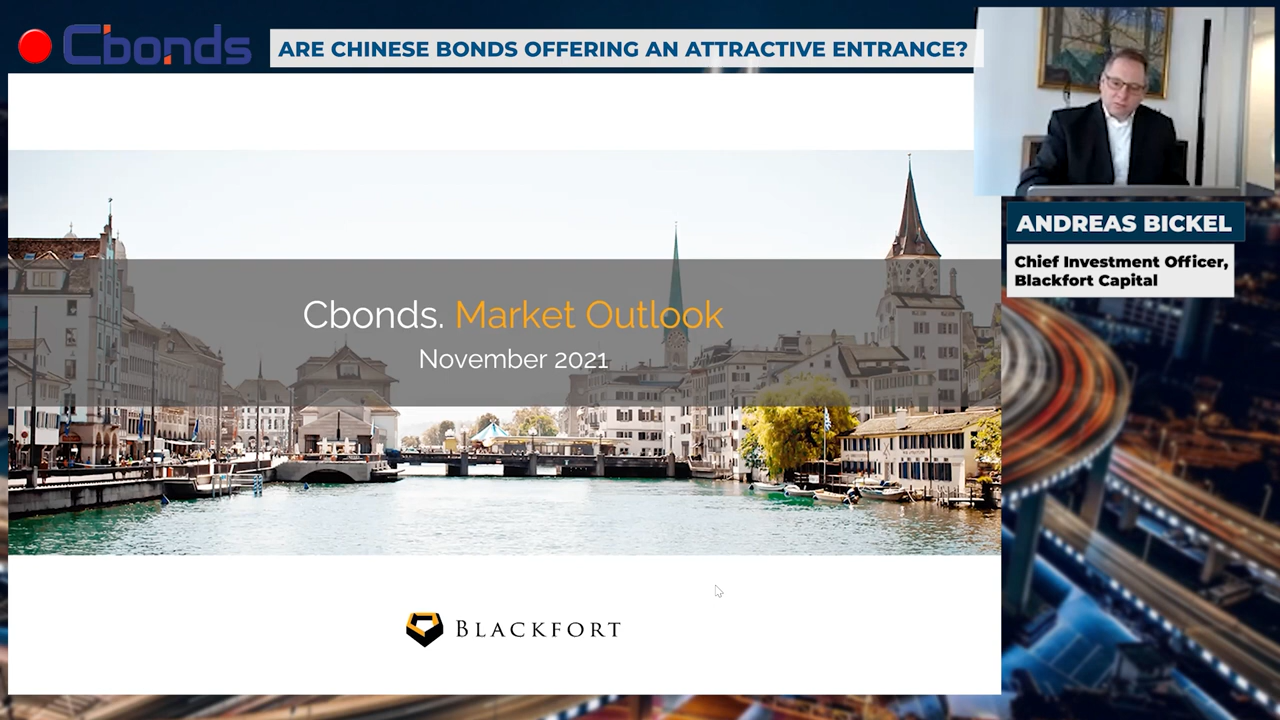 Cbonds
ARE CHINESE BONDS OFFERING AN ATTRACTIVE ENTRANCE?
ANDREAS BICKEL
Chief Investment Officer,
Blackfort Capital
Cbonds. Market Outlook
November 2021
BLACKFORT